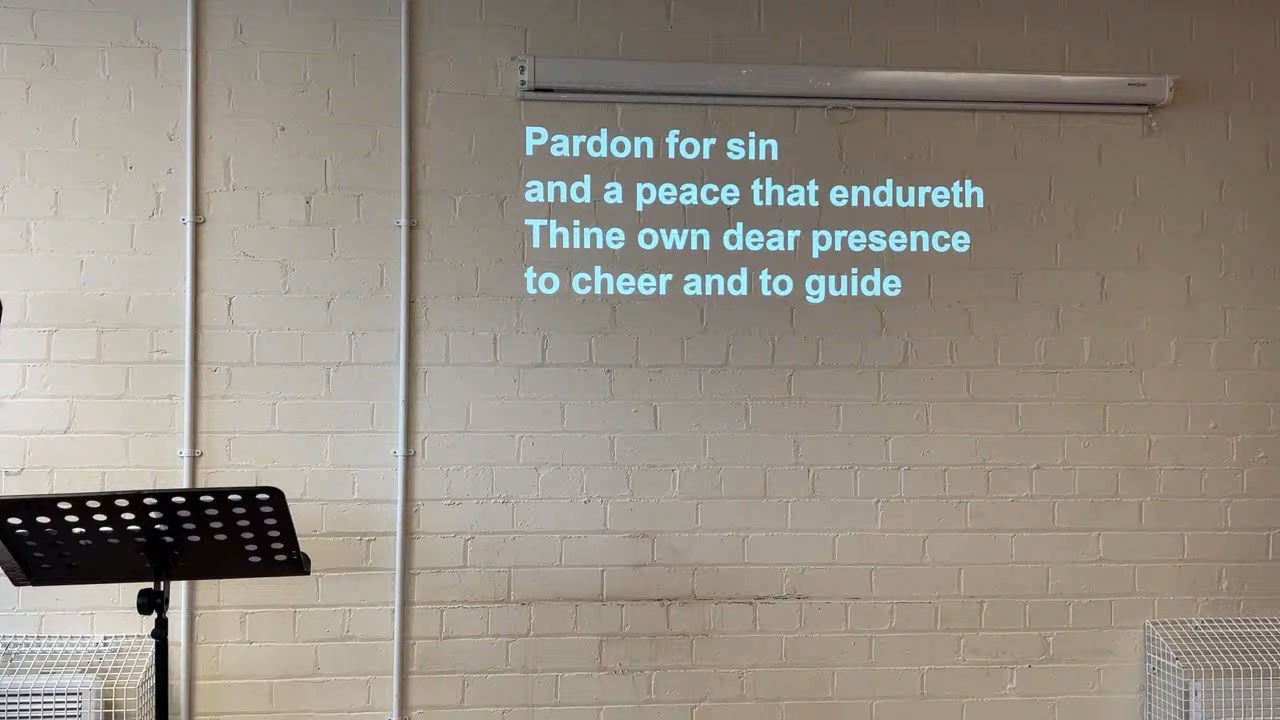 Pardon for sin
and a peace that endureth
Thine own dear presence
to cheer and to guide